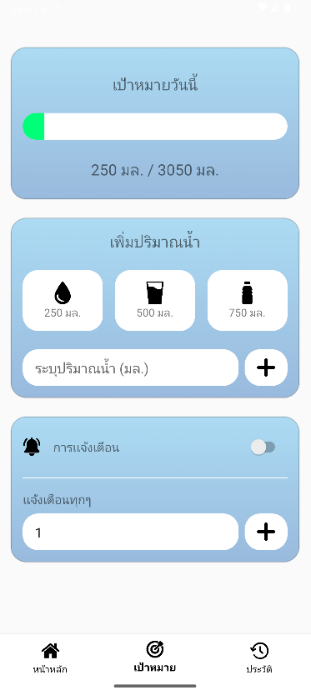 เป้าหมายวันนี้
250 มล. / 3050 มล.
เพิ่มปริมาณน้ำ
250 มล.
500 มล.
750 มล.
ระบุปริมาณน้ำ (มล.)
การแจ้งเตือน
แจ้งเตือนทุกๆ
1
หน้าหลัก
เป้าหมาย
ประวัติ